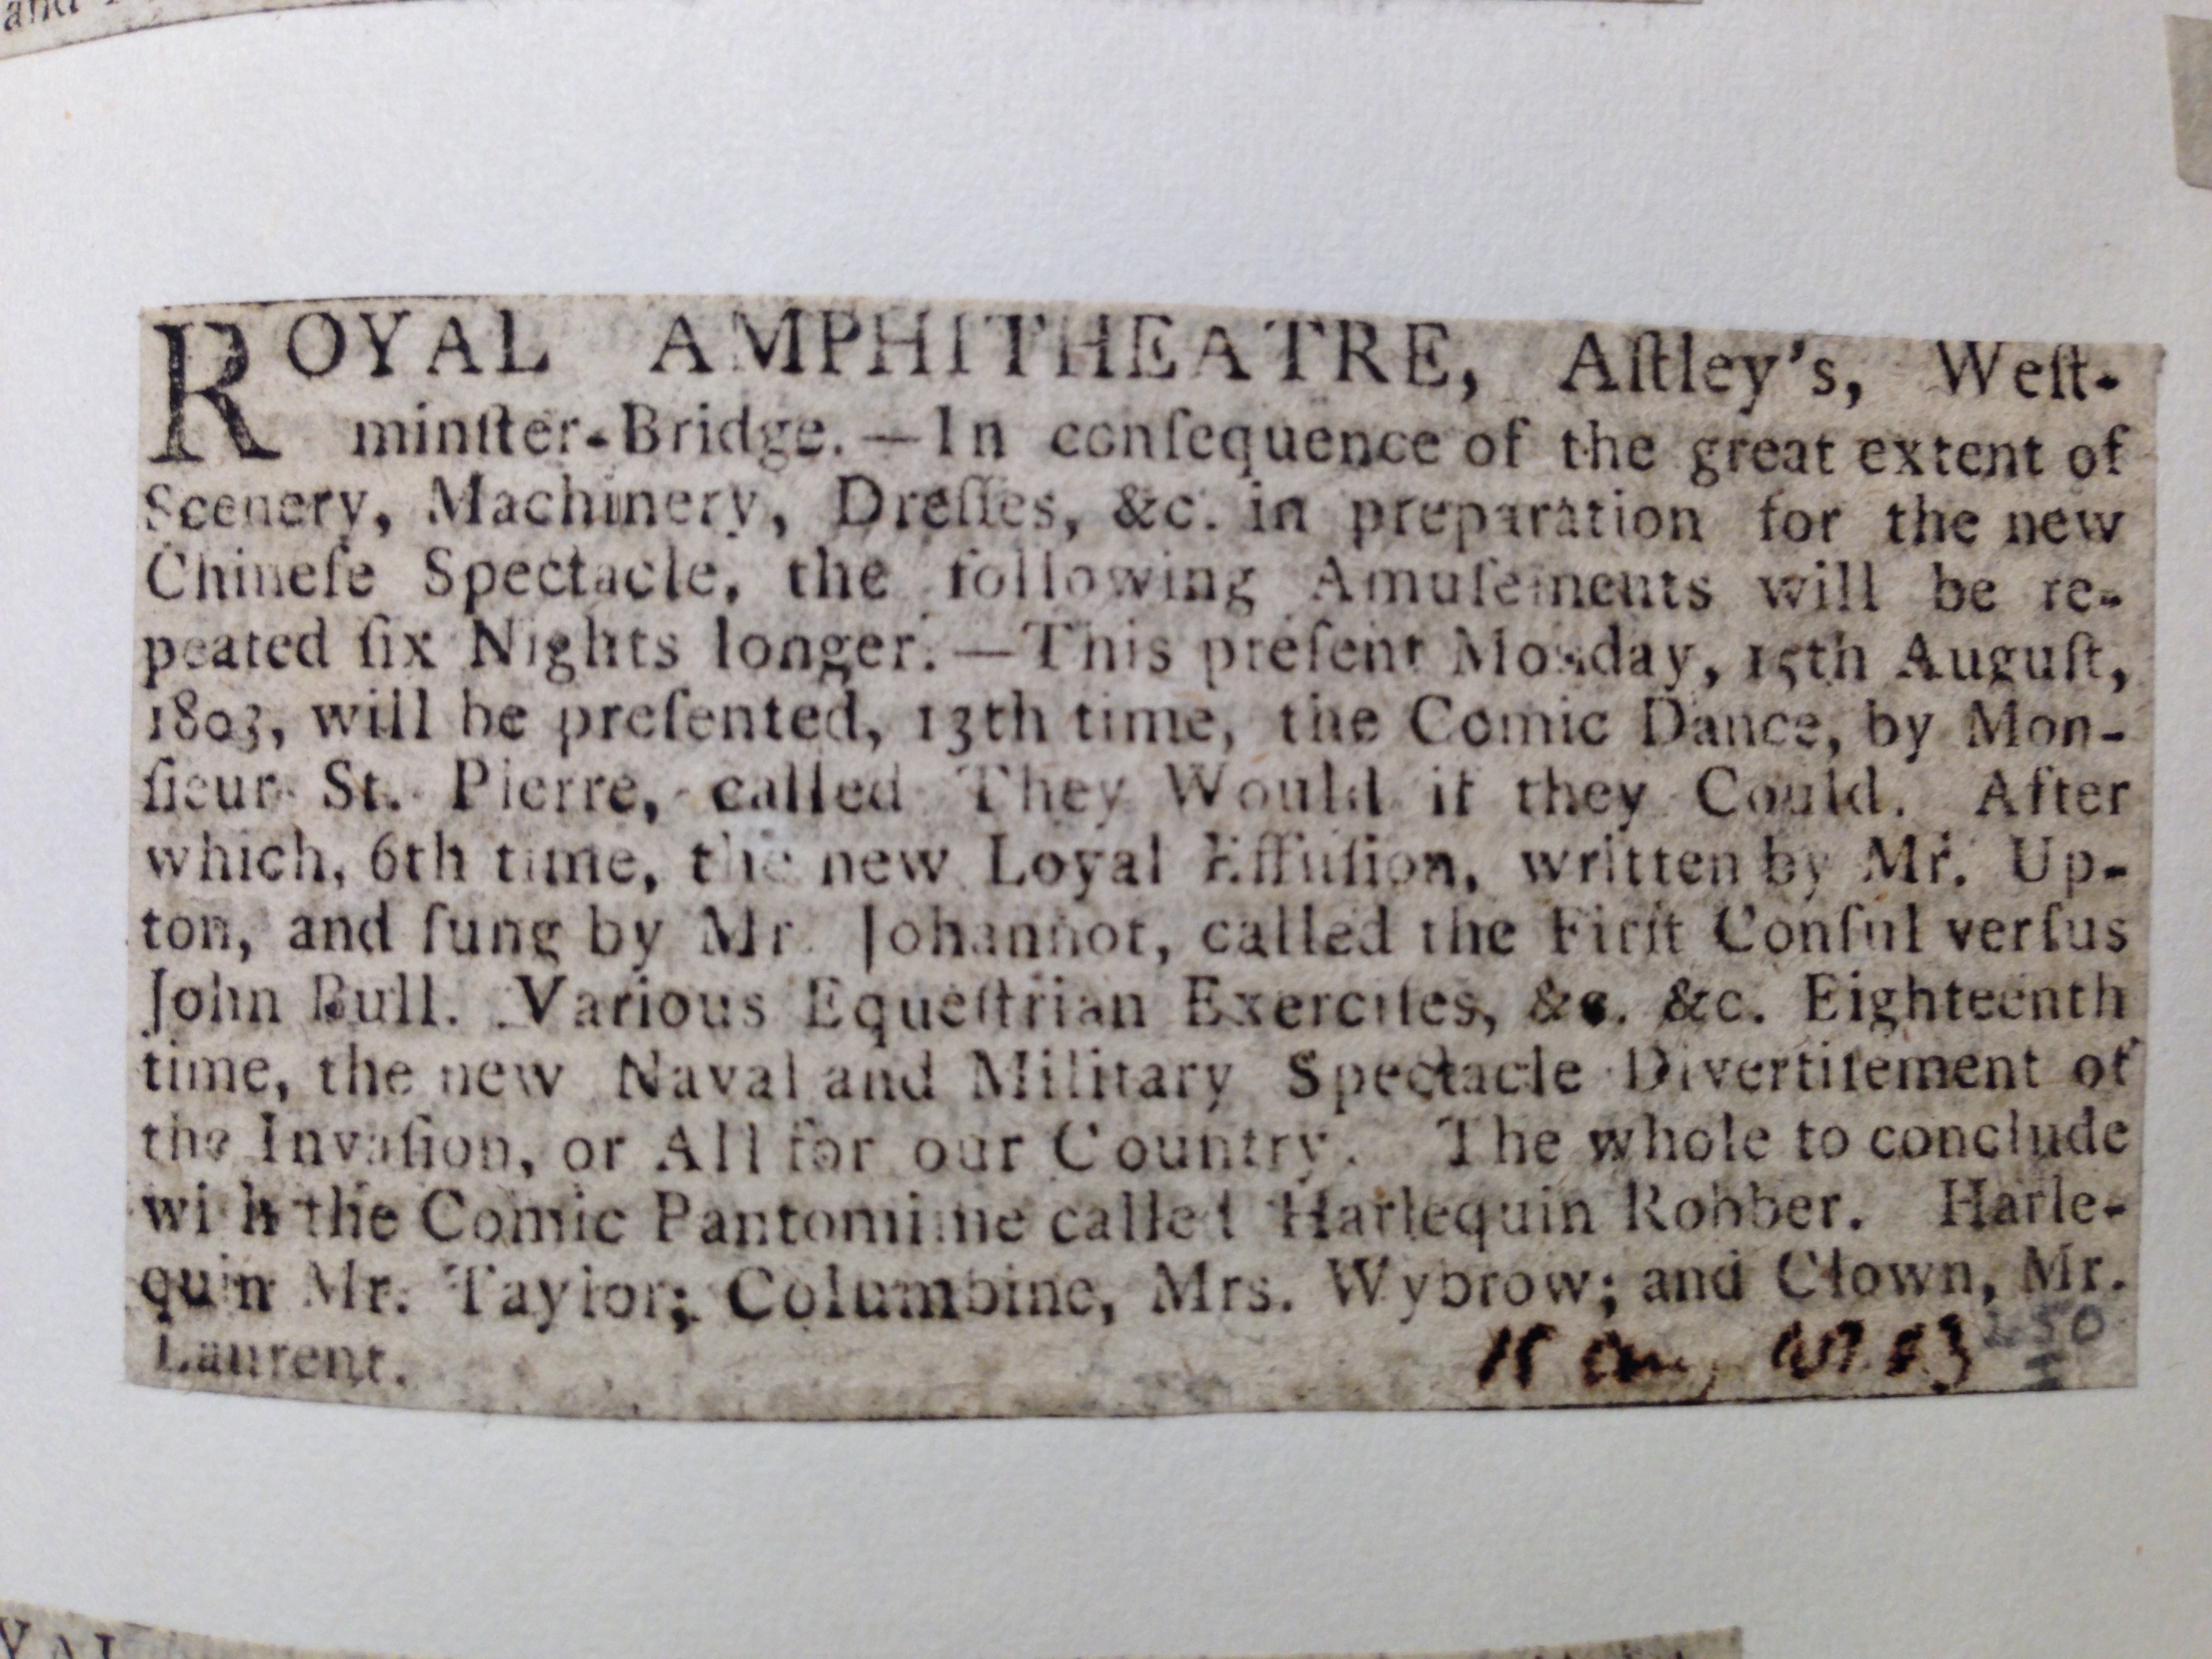 and
ROYAL AMPHITHEATRE, Aſtley's, Weſt-
minſter-Bridge.—In conſequence of the great extent of
Scenery, Machinery, Dreſſes, &c. in preparation for the new
Chineſe Spectacle, the following Amuſements will be re-
peated ſix Nights longer.—This preſent Monday, 15th Auguſt,
1803, will be preſented, 13th time, the Comic Dance, by Mon-
ſieur St. Pierre, called They Would if they Could. After
which, 6th time, the new Loyal Effuſion, written by Mr. Up-
ton, and ſung by Mr. Johannot, called the Firſt Conſul verſus
John Bull. Various Equeſtrian Exerciſes, &c. &c. Eighteenth
time, the new Naval and Military Spectacle Divertiſement of
the Invaſion, or All for our Country. The whole to conclude
wi h the Comic Pantomime called Harlequin Robber. Harle-
quin Mr. Taylor; Columbine, Mrs. Wybrow; and Clown, Mr.
Laurent.
250